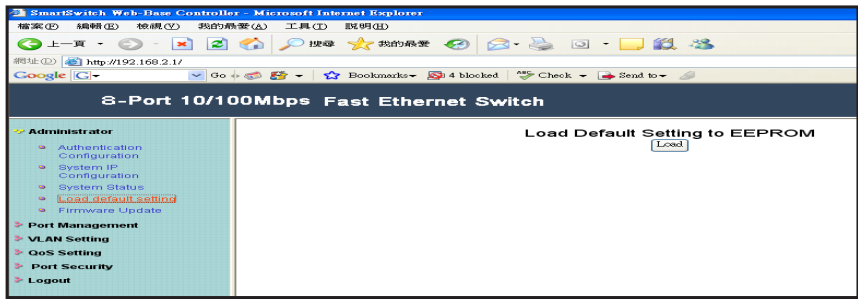 SmartSwitch Web-Base Controller - Microsoft Internet Explorer
檔案(F) 編輯(E) 檢視(V) 我的最愛(A) 工具(T) 說明(H)
上一頁 搜尋 我的最愛
網址(D) http://192.168.2.1/
Google G Go Bookmarks 4 blocked ABC Check Send to
8-Port 10/100Mbps Fast Ethernet Switch
Administrator
Authentication
Configuration
System IP
Configuration
System Status
Load default setting
Firmware Update
Port Management
VLAN Setting
QoS Setting
Port Security
Logout
Load Default Setting to EEPROM
Load